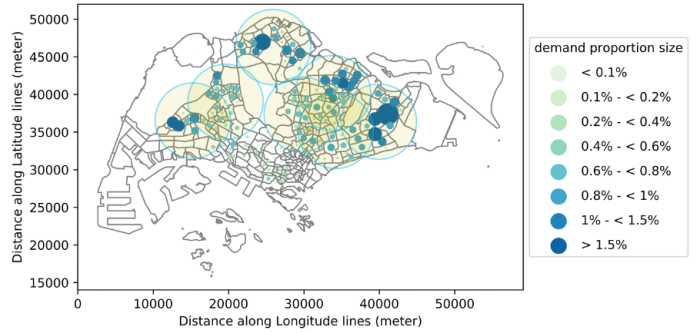 50000
45000
40000
35000
30000
25000
20000
15000
Distance along Latitude lines (meter)
0
10000
20000
30000
40000
50000
Distance along Longitude lines (meter)
demand proportion size
< 0.1%
0.1% - < 0.2%
0.2% - < 0.4%
0.4% - < 0.6%
0.6% - < 0.8%
0.8% - < 1%
1% - < 1.5%
> 1.5%